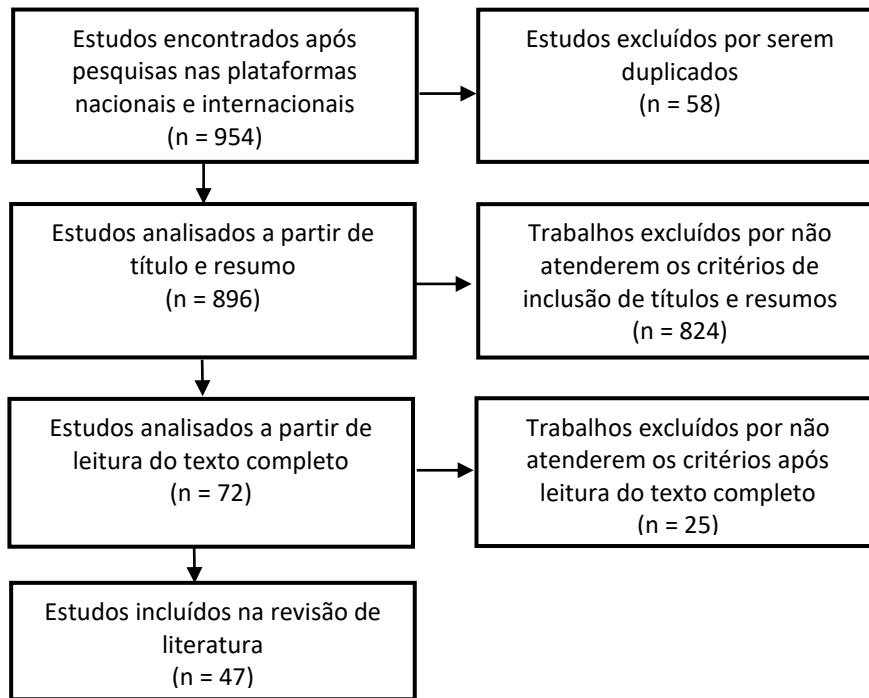 Estudos encontrados após
pesquisas nas plataformas
nacionais e internacionais
(n = 954)
Estudos excluídos por serem
duplicados
(n = 58)
Estudos analisados a partir de
título e resumo
(n = 896)
Trabalhos excluídos por não
atenderem os critérios de
inclusão de títulos e resumos
(n = 824)
Estudos analisados a partir de
leitura do texto completo
(n = 72)
Trabalhos excluídos por não
atenderem os critérios após
leitura do texto completo
(n = 25)
Estudos incluídos na revisão de
literatura
(n = 47)